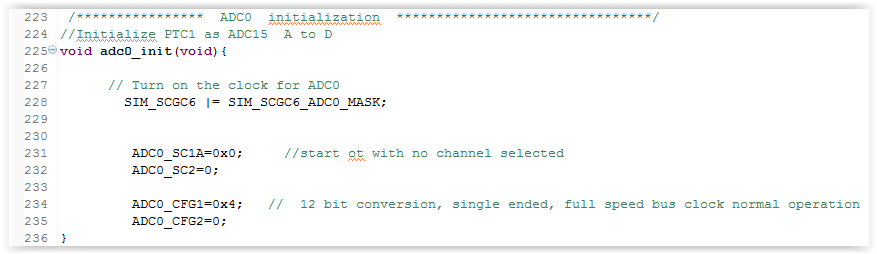 223 /**************** ADC0 initialization ********************************/
224 //Initialize PTC1 as ADC15 A to D
225 void adc0_init(void){
226
227 // Turn on the clock for ADC0
228 SIM_SCGC6 |= SIM_SCGC6_ADC0_MASK;
229
230
231 ADC0_SC1A=0x0; //start ot with no channel selected
232 ADC0_SC2=0;
233
234 ADC0_CFG1=0x4; // 12 bit conversion, single ended, full speed bus clock normal operation
235 ADC0_CFG2=0;
236 }